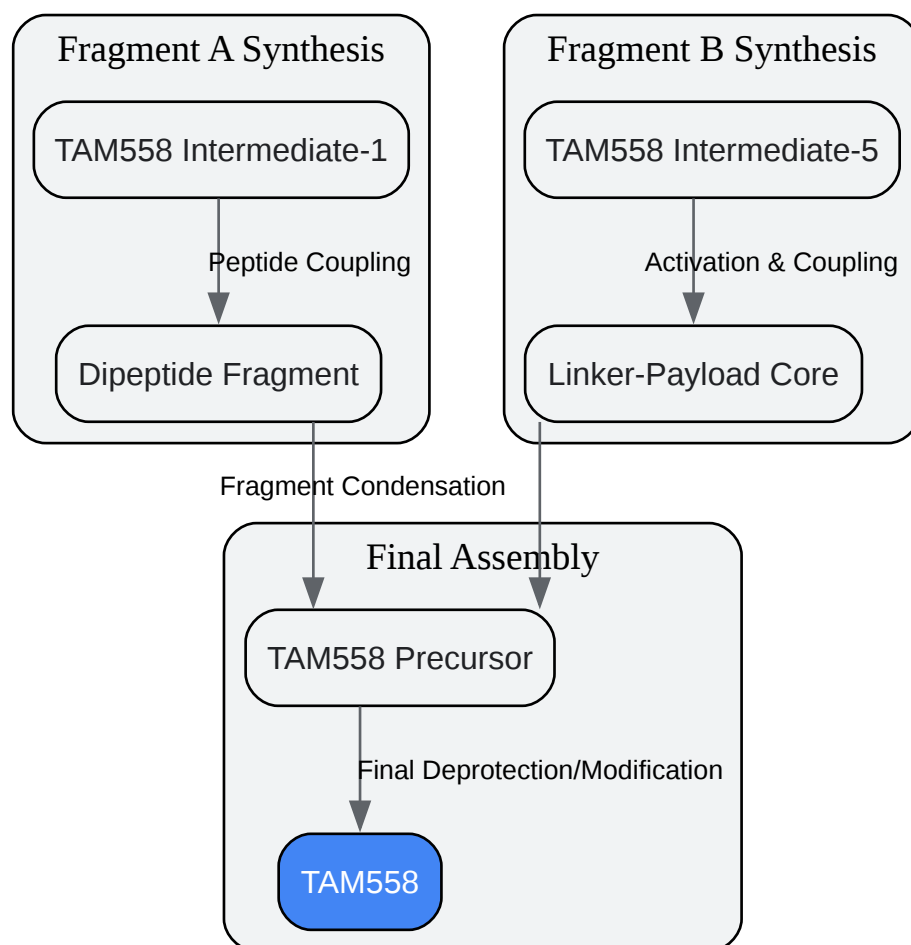 Fragment A Synthesis
TAM558 Intermediate-1
Peptide Coupling
Dipeptide Fragment
Fragment B Synthesis
TAM558 Intermediate-5
Activation & Coupling
Linker-Payload Core
Fragment Condensation
Final Assembly
TAM558 Precursor
Final Deprotection/Modification
TAM558